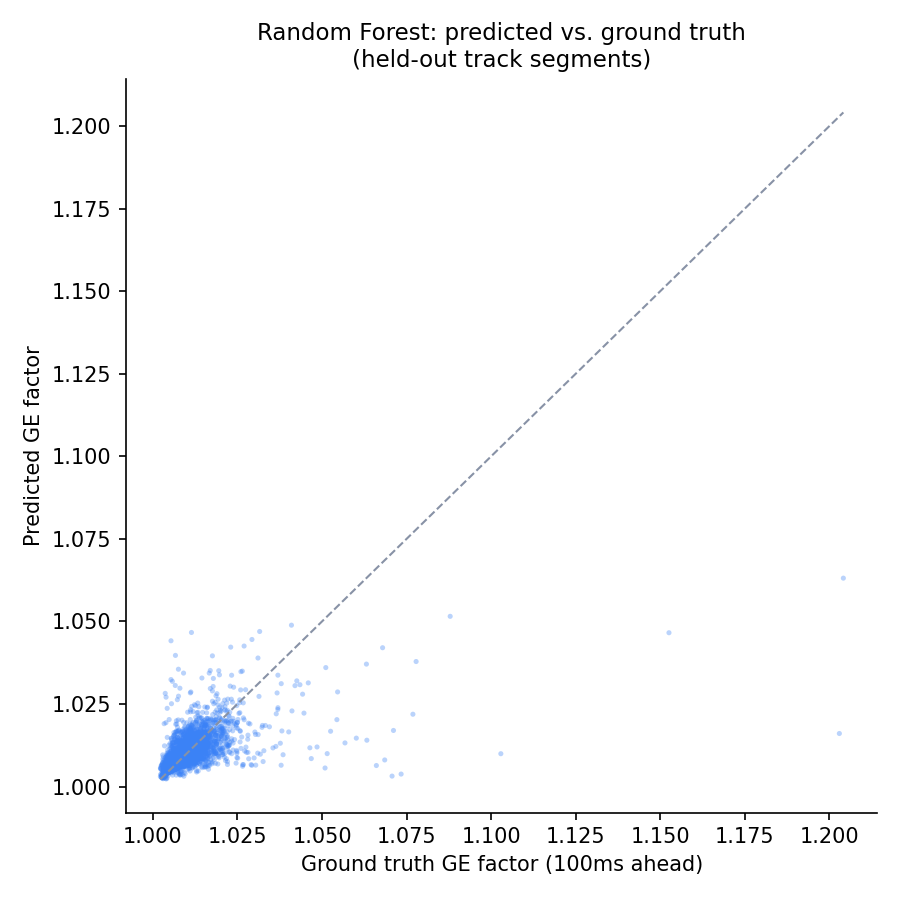 Random Forest: predicted vs. ground truth
(held-out track segments)
Predicted GE factor
1.200
1.175
1.150
1.125
1.100
1.075
1.050
1.025
1.000
1.000 1.025 1.050 1.075 1.100 1.125 1.150 1.175 1.200
Ground truth GE factor (100ms ahead)